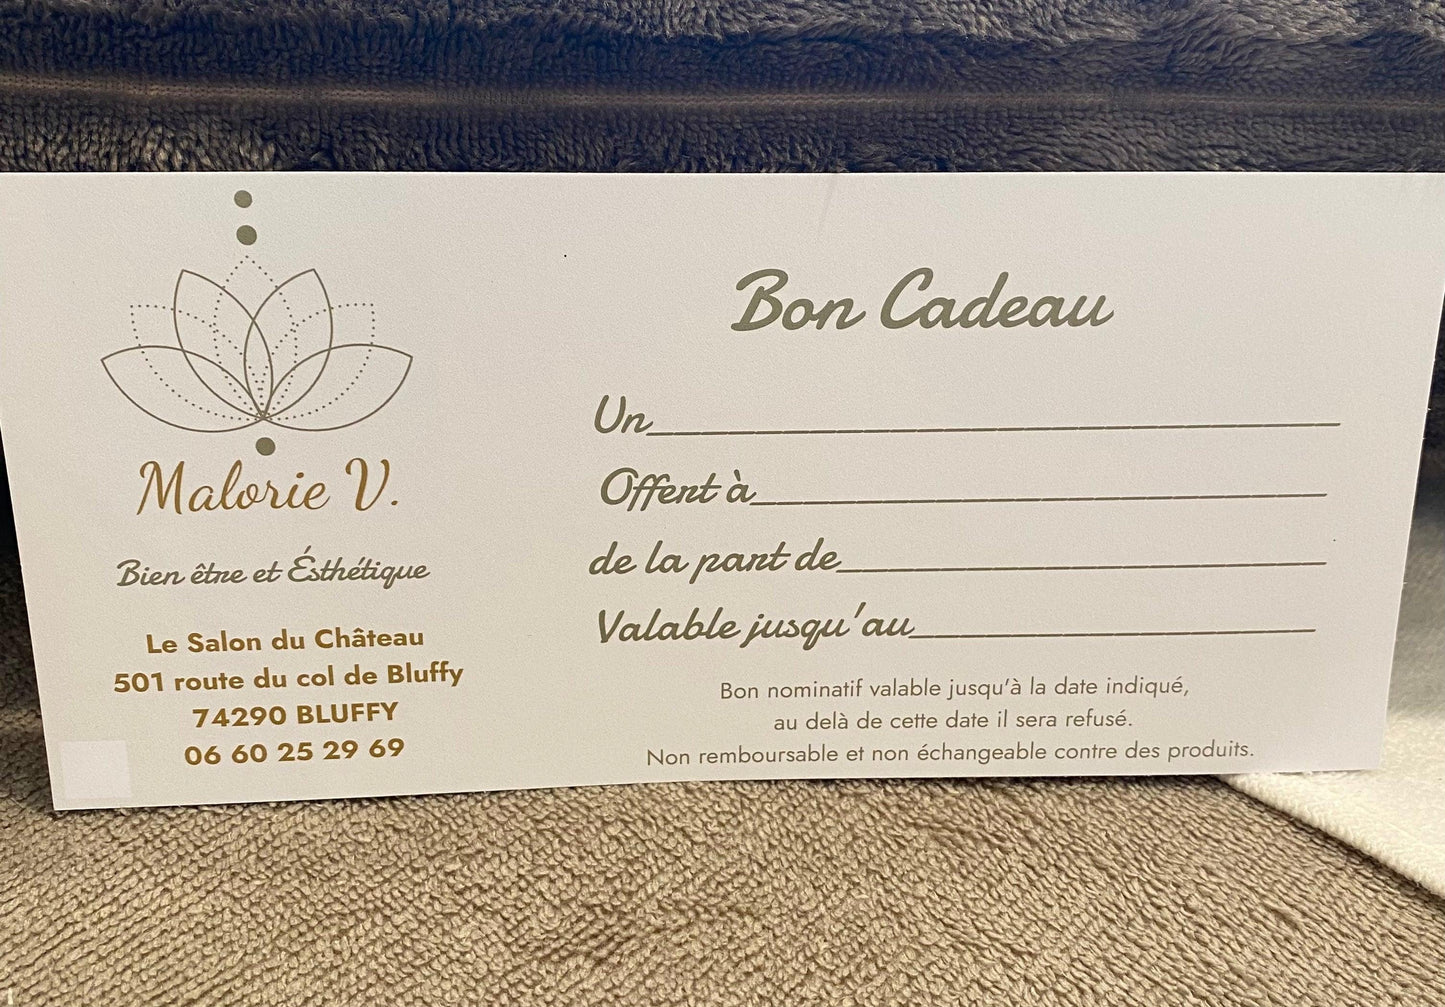 Malorie V.
Bien être et Ésthétique
Le Salon du Château
501 route du col de Bluffy
74290 BLUFFY
06 60 25 29 69
Bon Cadeau
Un
Offert à
de la part de
Valable jusqu'au
Bon nominatif valable jusqu'à la date indiqué,
au delà de cette date il sera refusé.
Non remboursable et non échangeable contre des produits.